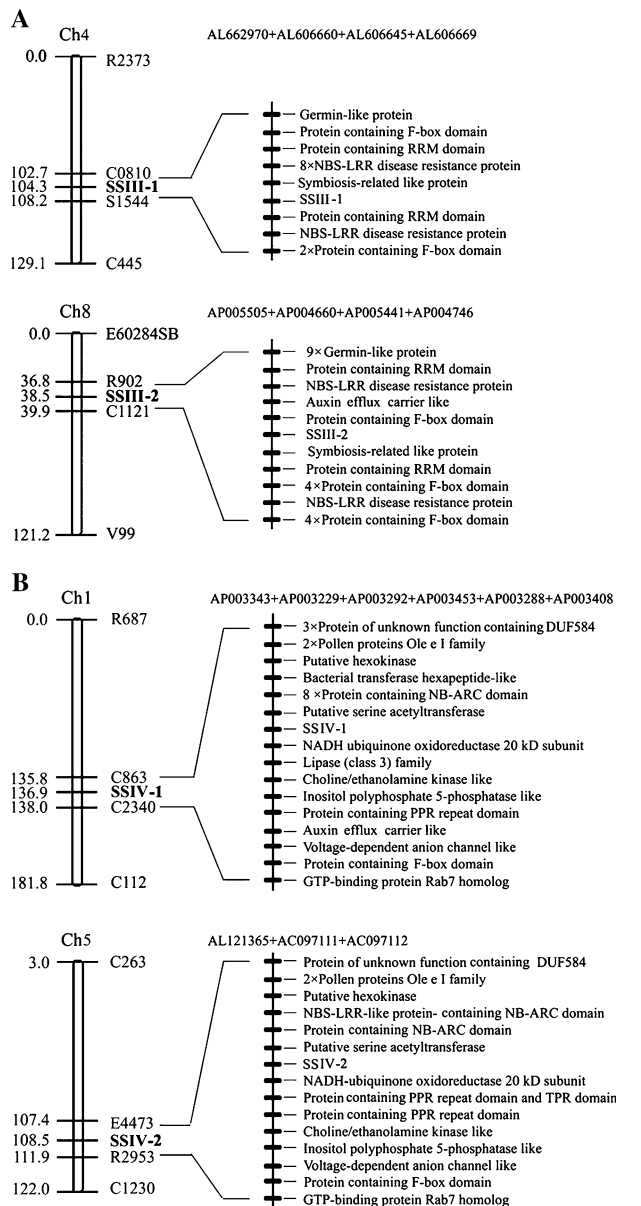 A
Ch4
AL662970+AL606660+AL606645+AL606669
0.0 R2373
102.7 C0810
104.3 SSIII-1
108.2 S1544
129.1 C445
Germin-like protein
Protein containing F-box domain
Protein containing RRM domain
8×NBS-LRR disease resistance protein
Symbiosis-related like protein
SSIII-1
Protein containing RRM domain
NBS-LRR disease resistance protein
2×Protein containing F-box domain
Ch8
AP005505+AP004660+AP005441+AP004746
0.0 E60284SB
36.8 R902
38.5 SSIII-2
39.9 C1121
121.2 V99
9×Germin-like protein
Protein containing RRM domain
NBS-LRR disease resistance protein
Auxin efflux carrier like
Protein containing F-box domain
SSIII-2
Symbiosis-related like protein
Protein containing RRM domain
4×Protein containing F-box domain
NBS-LRR disease resistance protein
4×Protein containing F-box domain
B
Ch1
AP003343+AP003229+AP003292+AP003453+AP003288+AP003408
0.0 R687
135.8 C863
136.9 SSIV-1
138.0 C2340
181.8 C112
3×Protein of unknown function containing DUF584
2×Pollen proteins Ole e I family
Putative hexokinase
Bacterial transferase hexapeptide-like
8 ×Protein containing NB-ARC domain
Putative serine acetyltransferase
SSIV-1
NADH ubiquinone oxidoreductase 20 kD subunit
Lipase (class 3) family
Choline/ethanolamine kinase like
Inositol polyphosphate 5-phosphatase like
Protein containing PPR repeat domain
Auxin efflux carrier like
Voltage-dependent anion channel like
Protein containing F-box domain
GTP-binding protein Rab7 homolog
Ch5
AL121365+AC097111+AC097112
3.0 C263
107.4 E4473
108.5 SSIV-2
111.9 R2953
122.0 C1230
Protein of unknown function containing DUF584
2×Pollen proteins Ole e I family
Putative hexokinase
NBS-LRR-like protein- containing NB-ARC domain
Protein containing NB-ARC domain
Putative serine acetyltransferase
SSIV-2
NADH-ubiquinone oxidoreductase 20 kD subunit
Protein containing PPR repeat domain and TPR domain
Protein containing PPR repeat domain
Choline/ethanolamine kinase like
Inositol polyphosphate 5-phosphatase like
Voltage-dependent anion channel like
Protein containing F-box domain
GTP-binding protein Rab7 homolog